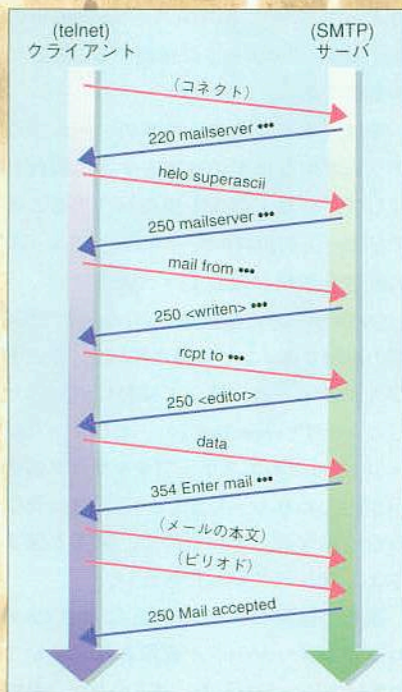 (telnet)
クライアント
(SMTP)
サーバ
(コネクト)
220 mailserver •••
helo superascii
250 mailserver •••
mail from •••
250 <writen> •••
rcpt to •••
250 <editor>
data
354 Enter mail •••
(メールの本文)
(ピリオド)
250 Mail accepted